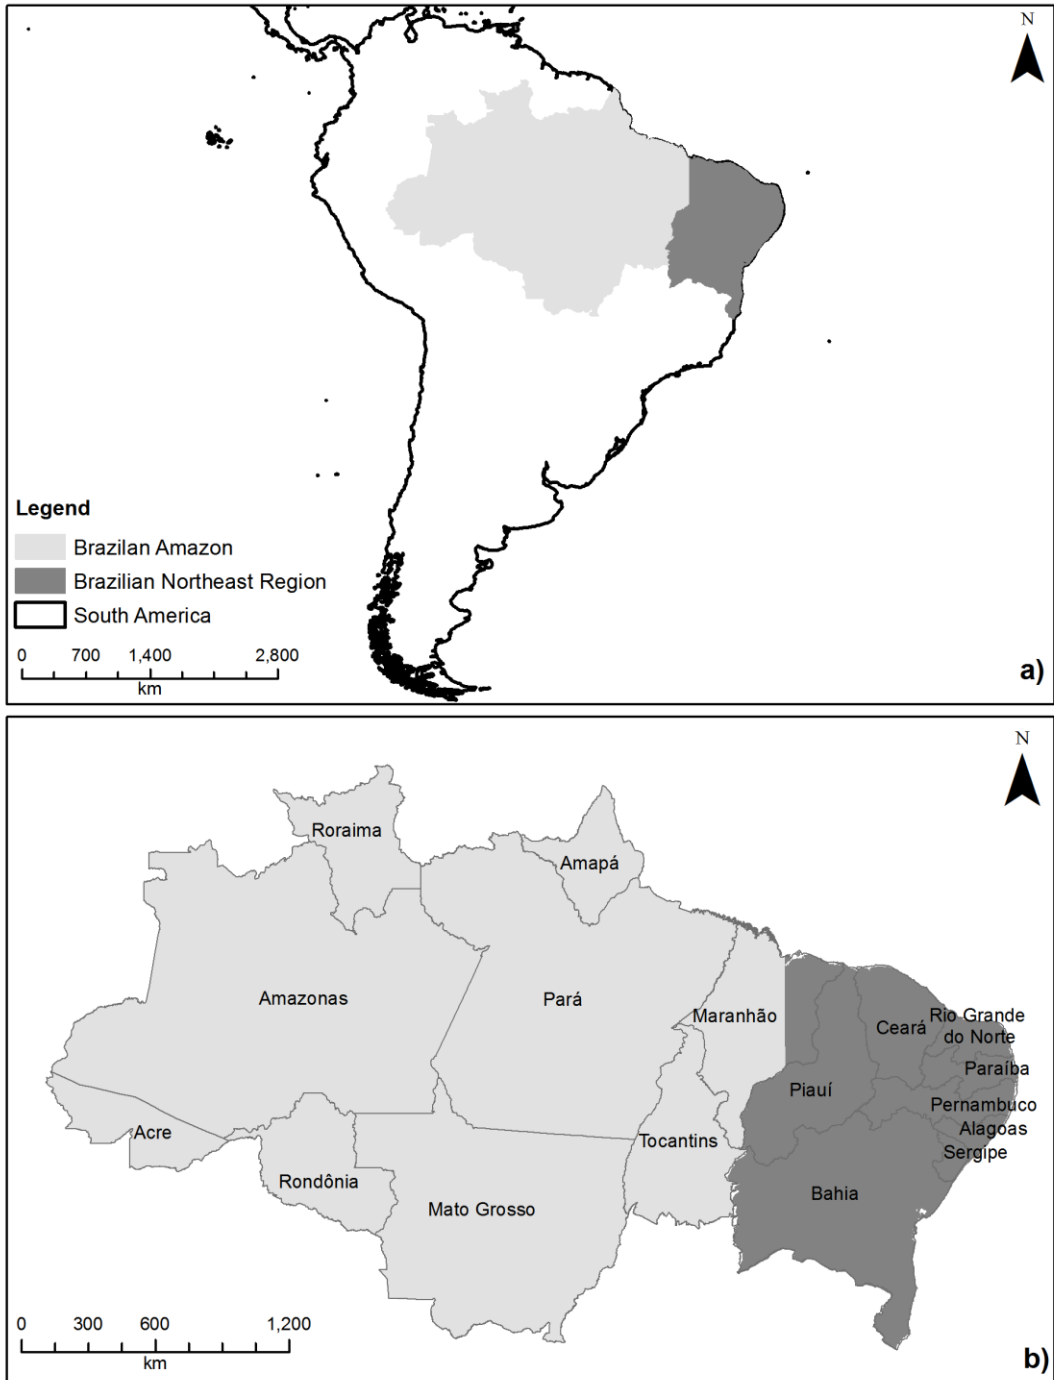 N
Legend
Brazilan Amazon
Brazilian Northeast Region
South America
0 700 1,400 2,800
km
a)
N
Roraima
Amapá
Amazonas
Pará
Maranhão
Ceará
Rio Grande
do Norte
Paraíba
Piauí
Pernambuco
Alagoas
Sergipe
Acre
Tocantins
Rondônia
Mato Grosso
Bahia
0 300 600 1,200
km
b)